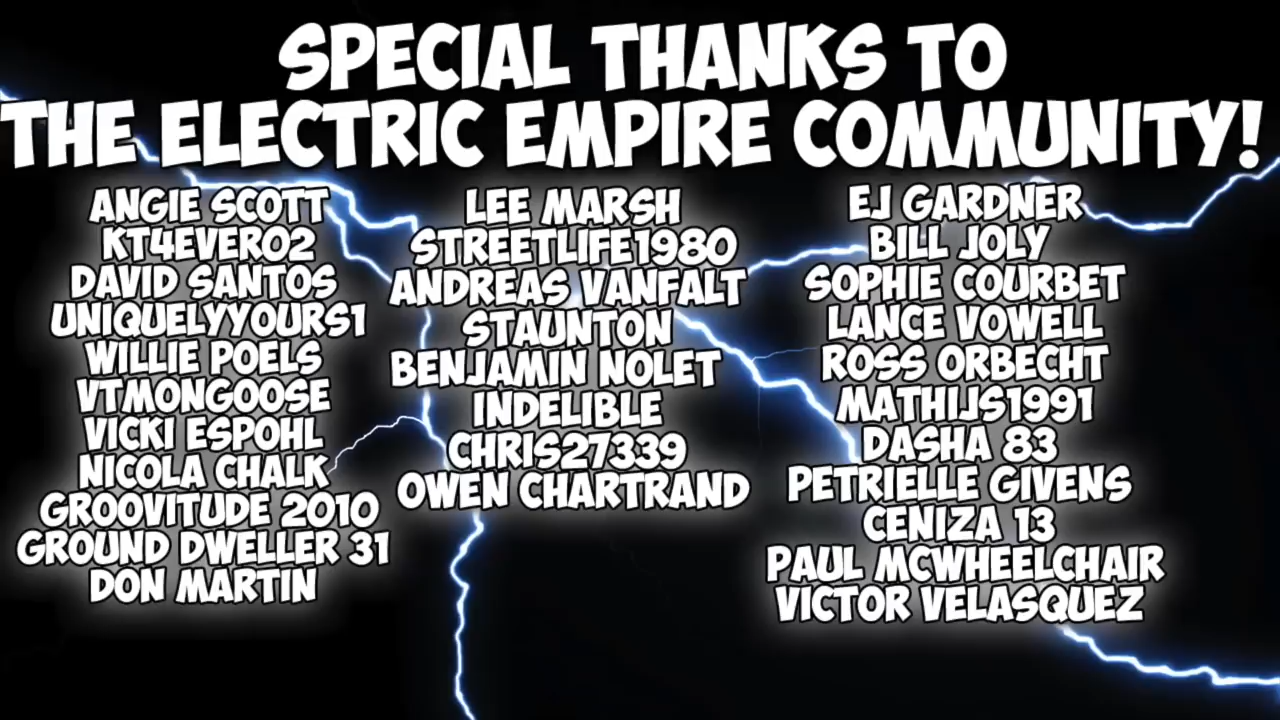 SPECIAL THANKS TO
THE ELECTRIC EMPIRE COMMUNITY!
ANGIE SCOTT
KT4EVER02
DAVID SANTOS
UNIQUELYYOURS1
WILLIE POELS
VTMONGOOSE
VICKI ESPOHL
NICOLA CHALK
GROOVITUDE 2010
GROUND DWELLER 31
DON MARTIN
LEE MARSH
STREETLIFE1980
ANDREAS VANFALT
STAUNTON
BENJAMIN NOLET
INDELIBLE
CHRIS27339
OWEN CHARTRAND
EJ GARDNER
BILL JOLY
SOPHIE COURBET
LANCE VOWELL
ROSS ORBECHT
MATHIJS1991
DASHA 83
PETRIELLE GIVENS
CENIZA 13
PAUL MCWHEELCHAIR
VICTOR VELASQUEZ